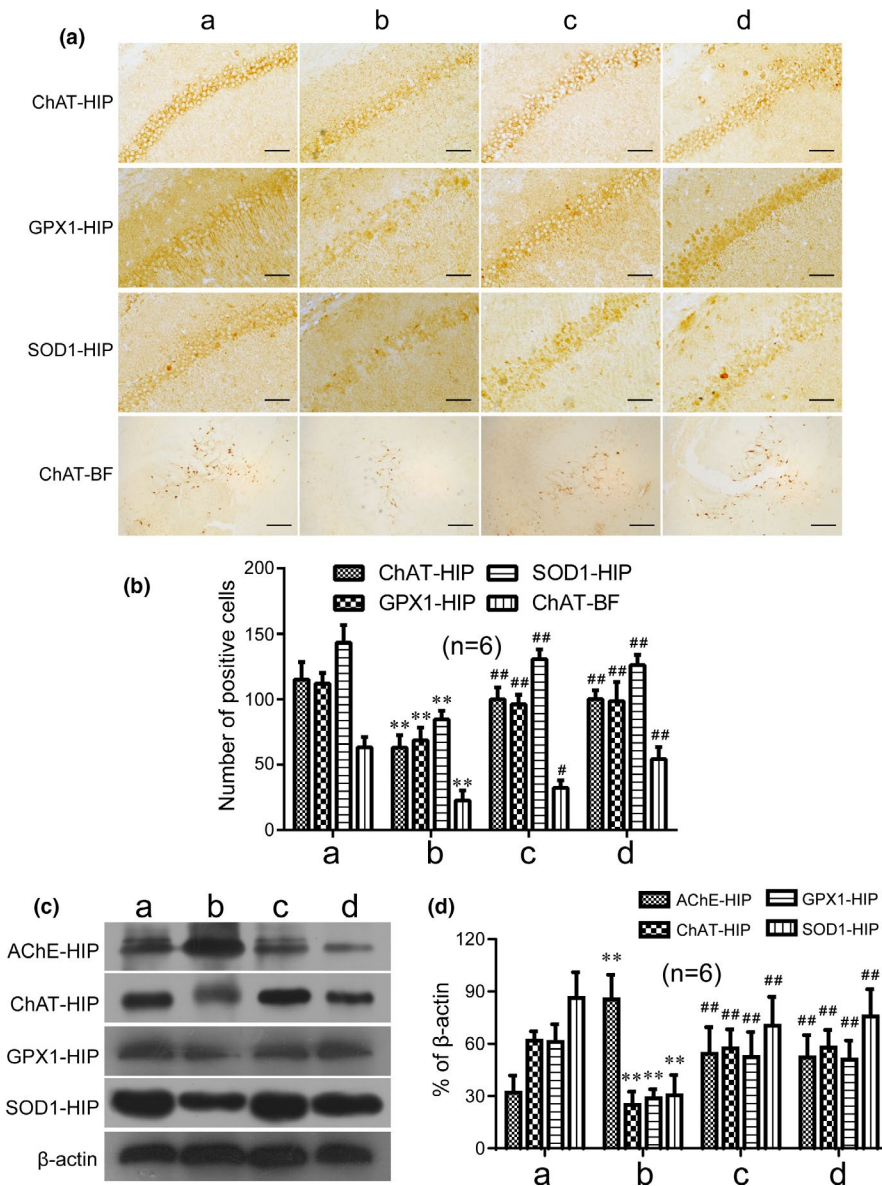 (a)
a b c d
ChAT-HIP
GPX1-HIP
SOD1-HIP
ChAT-BF
(b)
Number of positive cells
200
150
100
50
0
ChAT-HIP SOD1-HIP
GPX1-HIP ChAT-BF
(n=6)
** ** ** **
## ## ## #
## ## ## ##
a b c d
(c)
a b c d
AChE-HIP
ChAT-HIP
GPX1-HIP
SOD1-HIP
β-actin
(d)
AChE-HIP GPX1-HIP
ChAT-HIP SOD1-HIP
% of β-actin
120
90
60
30
0
(n=6)
** ** ** **
## ## ## ##
## ## ## ##
a b c d